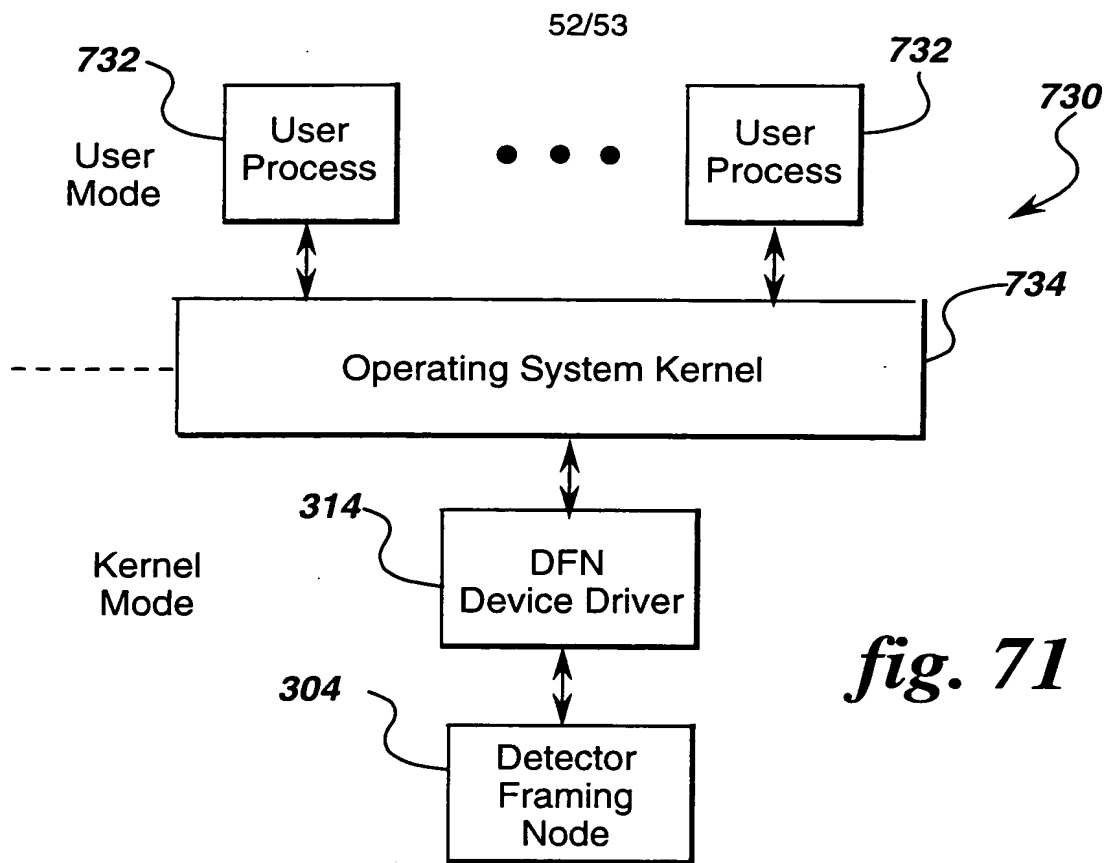 52/53
732
732
730
User
Process
User
Process
User
Mode
734
Operating System Kernel
314
DFN
Device Driver
Kernel
Mode
fig. 71
304
Detector
Framing
Node